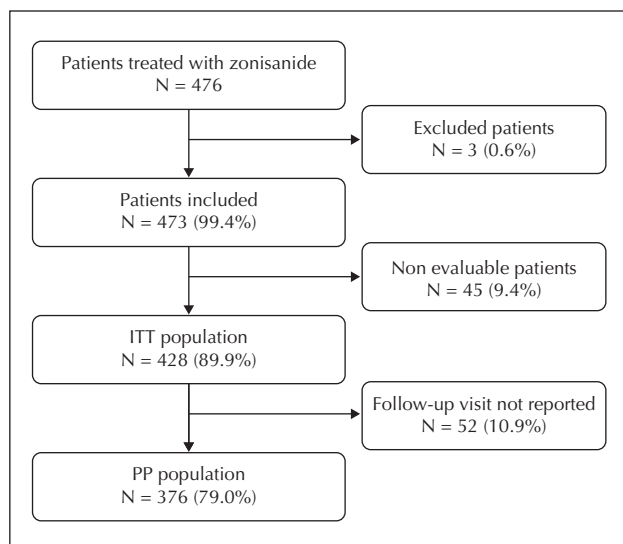 Patients treated with zonisanide
N = 476
Excluded patients
N = 3 (0.6%)
Patients included
N = 473 (99.4%)
Non evaluable patients
N = 45 (9.4%)
ITT population
N = 428 (89.9%)
Follow-up visit not reported
N = 52 (10.9%)
PP population
N = 376 (79.0%)